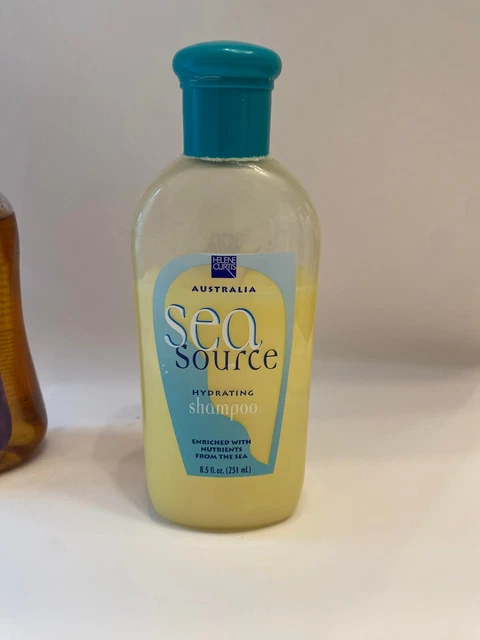 HELENE
CURTIS
AUSTRALIA
sea
source
HYDRATING
shampoo
ENRICHED WITH
NUTRIENTS
FROM THE SEA
8.5 fl. oz. (251 mL)